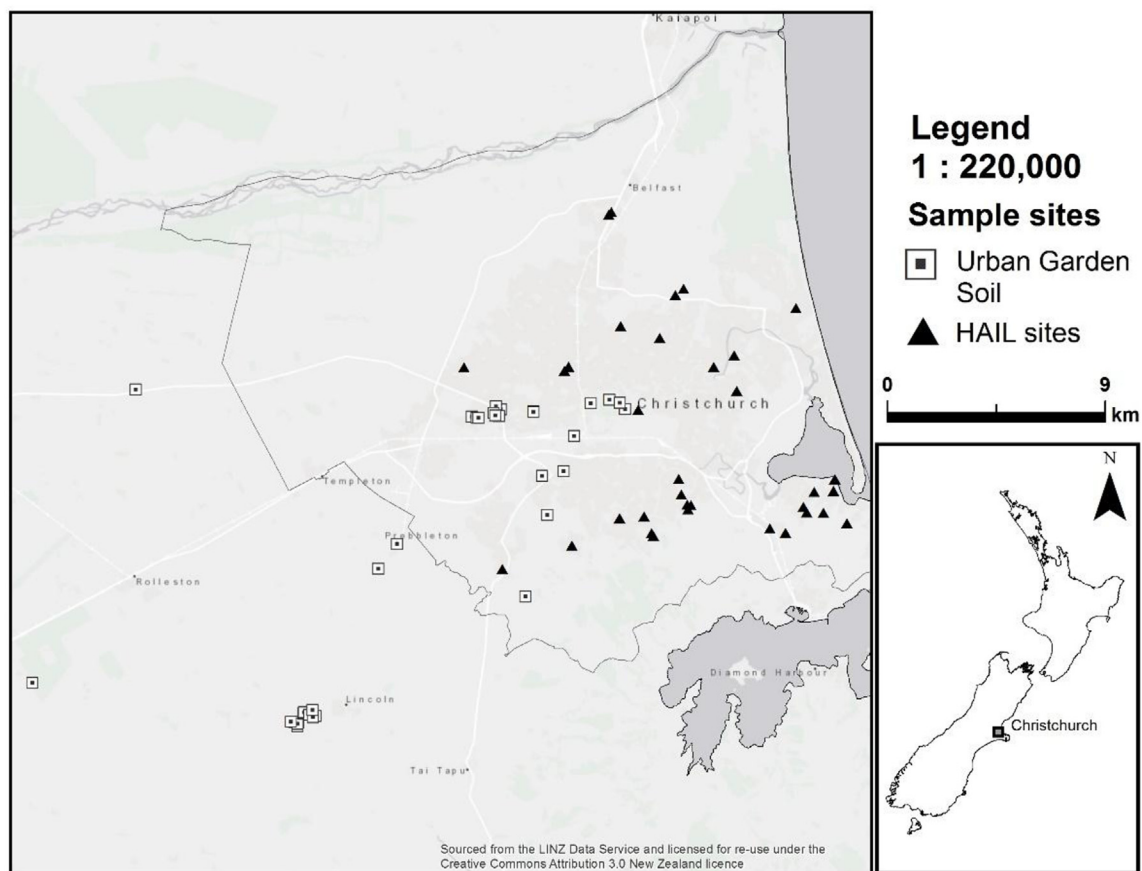 Kaiapoi
Belfast
Christchurch
Templeton
Prebbleton
Rolleston
Diamond Harbour
Lincoln
Tai Tapu
Sourced from the LINZ Data Service and licensed for re-use under the
Creative Commons Attribution 3.0 New Zealand licence
Legend
1 : 220,000
Sample sites
Urban Garden
Soil
HAIL sites
0 9
km
N
Christchurch